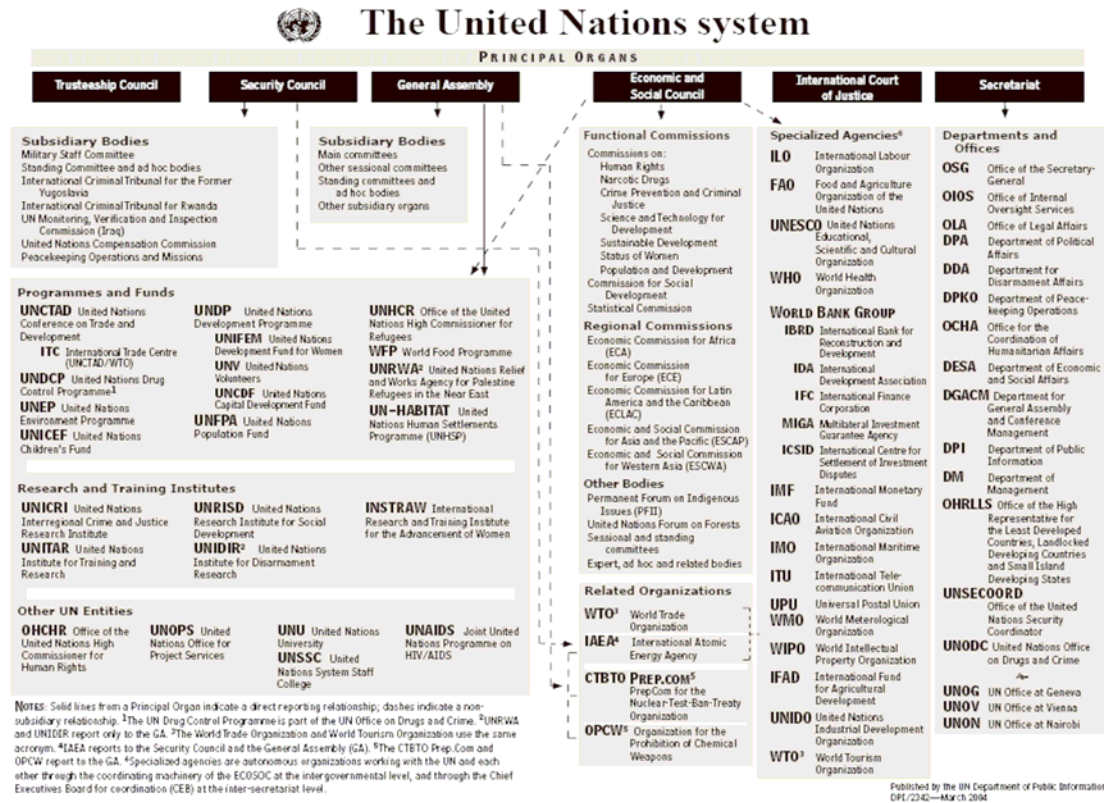 The United Nations system
PRINCIPAL ORGANS
Trusteeship Council
Security Council
General Assembly
Economic and
Social Council
International Court
of Justice
Secretariat
Subsidiary Bodies
Military Staff Committee
Standing Committee and ad hoc bodies
International Criminal Tribunal for the Former
Yugoslavia
International Criminal Tribunal for Rwanda
UN Monitoring, Verification and Inspection
Commission (Iraq)
United Nations Compensation Commission
Peacekeeping Operations and Missions
Subsidiary Bodies
Main committees
Other sessional committees
Standing committees and
ad hoc bodies
Other subsidiary organs
Programmes and Funds
UNCTAD United Nations
Conference on Trade and
Development
ITC International Trade Centre
(UNCTAD/WTO)
UNDCP United Nations Drug
Control Programme¹
UNEP United Nations
Environment Programme
UNICEF United Nations
Children's Fund
UNDP United Nations
Development Programme
UNIFEM United Nations
Development Fund for Women
UNV United Nations
Volunteers
UNCDF United Nations
Capital Development Fund
UNFPA United Nations
Population Fund
UNHCR Office of the United
Nations High Commissioner for
Refugees
WFP World Food Programme
UNRWA² United Nations Relief
and Works Agency for Palestine
Refugees in the Near East
UN-HABITAT United
Nations Human Settlements
Programme (UNHSP)
Research and Training Institutes
UNICRI United Nations
Interregional Crime and Justice
Research Institute
UNITAR United Nations
Institute for Training and
Research
UNRISD United Nations
Research Institute for Social
Development
UNIDIR² United Nations
Institute for Disarmament
Research
INSTRAW International
Research and Training Institute
for the Advancement of Women
Other UN Entities
OHCHR Office of the
United Nations High
Commissioner for
Human Rights
UNOPS United
Nations Office for
Project Services
UNU United Nations
University
UNSSC United
Nations System Staff
College
UNAIDS Joint United
Nations Programme on
HIV/AIDS
Functional Commissions
Commissions on:
Human Rights
Narcotic Drugs
Crime Prevention and Criminal
Justice
Science and Technology for
Development
Sustainable Development
Status of Women
Population and Development
Commission for Social
Development
Statistical Commission
Regional Commissions
Economic Commission for Africa
(ECA)
Economic Commission
for Europe (ECE)
Economic Commission for Latin
America and the Caribbean
(ECLAC)
Economic and Social Commission
for Asia and the Pacific (ESCAP)
Economic and Social Commission
for Western Asia (ESCWA)
Other Bodies
Permanent Forum on Indigenous
Issues (PFII)
United Nations Forum on Forests
Sessional and standing
committees
Expert, ad hoc and related bodies
Related Organizations
WTO³ World Trade
Organization
IAEA⁴ International Atomic
Energy Agency
CTBTO PREP.COM⁵
PrepCom for the
Nuclear-Test-Ban-Treaty
Organization
OPCW⁵ Organization for the
Prohibition of Chemical
Weapons
Specialized Agencies⁶
ILO International Labour
Organization
FAO Food and Agriculture
Organization of the
United Nations
UNESCO United Nations
Educational,
Scientific and Cultural
Organization
WHO World Health
Organization
WORLD BANK GROUP
IBRD International Bank for
Reconstruction and
Development
IDA International
Development Association
IFC International Finance
Corporation
MIGA Multilateral Investment
Guarantee Agency
ICSID International Centre for
Settlement of Investment
Disputes
IMF International Monetary
Fund
ICAO International Civil
Aviation Organization
IMO International Maritime
Organization
ITU International Tele-
communication Union
UPU Universal Postal Union
WMO World Meterological
Organization
WIPO World Intellectual
Property Organization
IFAD International Fund
for Agricultural
Development
UNIDO United Nations
Industrial Development
Organization
WTO³ World Tourism
Organization
Departments and
Offices
OSG Office of the Secretary-
General
OIOS Office of Internal
Oversight Services
OLA Office of Legal Affairs
DPA Department of Political
Affairs
DDA Department for
Disarmament Affairs
DPKO Department of Peace-
keeping Operations
OCHA Office for the
Coordination of
Humanitarian Affairs
DESA Department of Economic
and Social Affairs
DGACM Department for
General Assembly
and Conference
Management
DPI Department of Public
Information
DM Department of
Management
OHRLLS Office of the High
Representative for
the Least Developed
Countries, Landlocked
Developing Countries
and Small Island
Developing States
UNSECOORD
Office of the United
Nations Security
Coordinator
UNODC United Nations Office
on Drugs and Crime
UNOG UN Office at Geneva
UNOV UN Office at Vienna
UNON UN Office at Nairobi
NOTES: Solid lines from a Principal Organ indicate a direct reporting relationship; dashes indicate a non-
subsidiary relationship. ¹The UN Drug Control Programme is part of the UN Office on Drugs and Crime. ²UNRWA
and UNIDIR report only to the GA. ³The World Trade Organization and World Tourism Organization use the same
acronym. ⁴IAEA reports to the Security Council and the General Assembly (GA). ⁵The CTBTO Prep.Com and
OPCW report to the GA. ⁶Specialized agencies are autonomous organizations working with the UN and each
other through the coordinating machinery of the ECOSOC at the intergovernmental level, and through the Chief
Executives Board for coordination (CEB) at the inter-secretariat level.
Published by the UN Department of Public Information
DPI/2342—March 2004